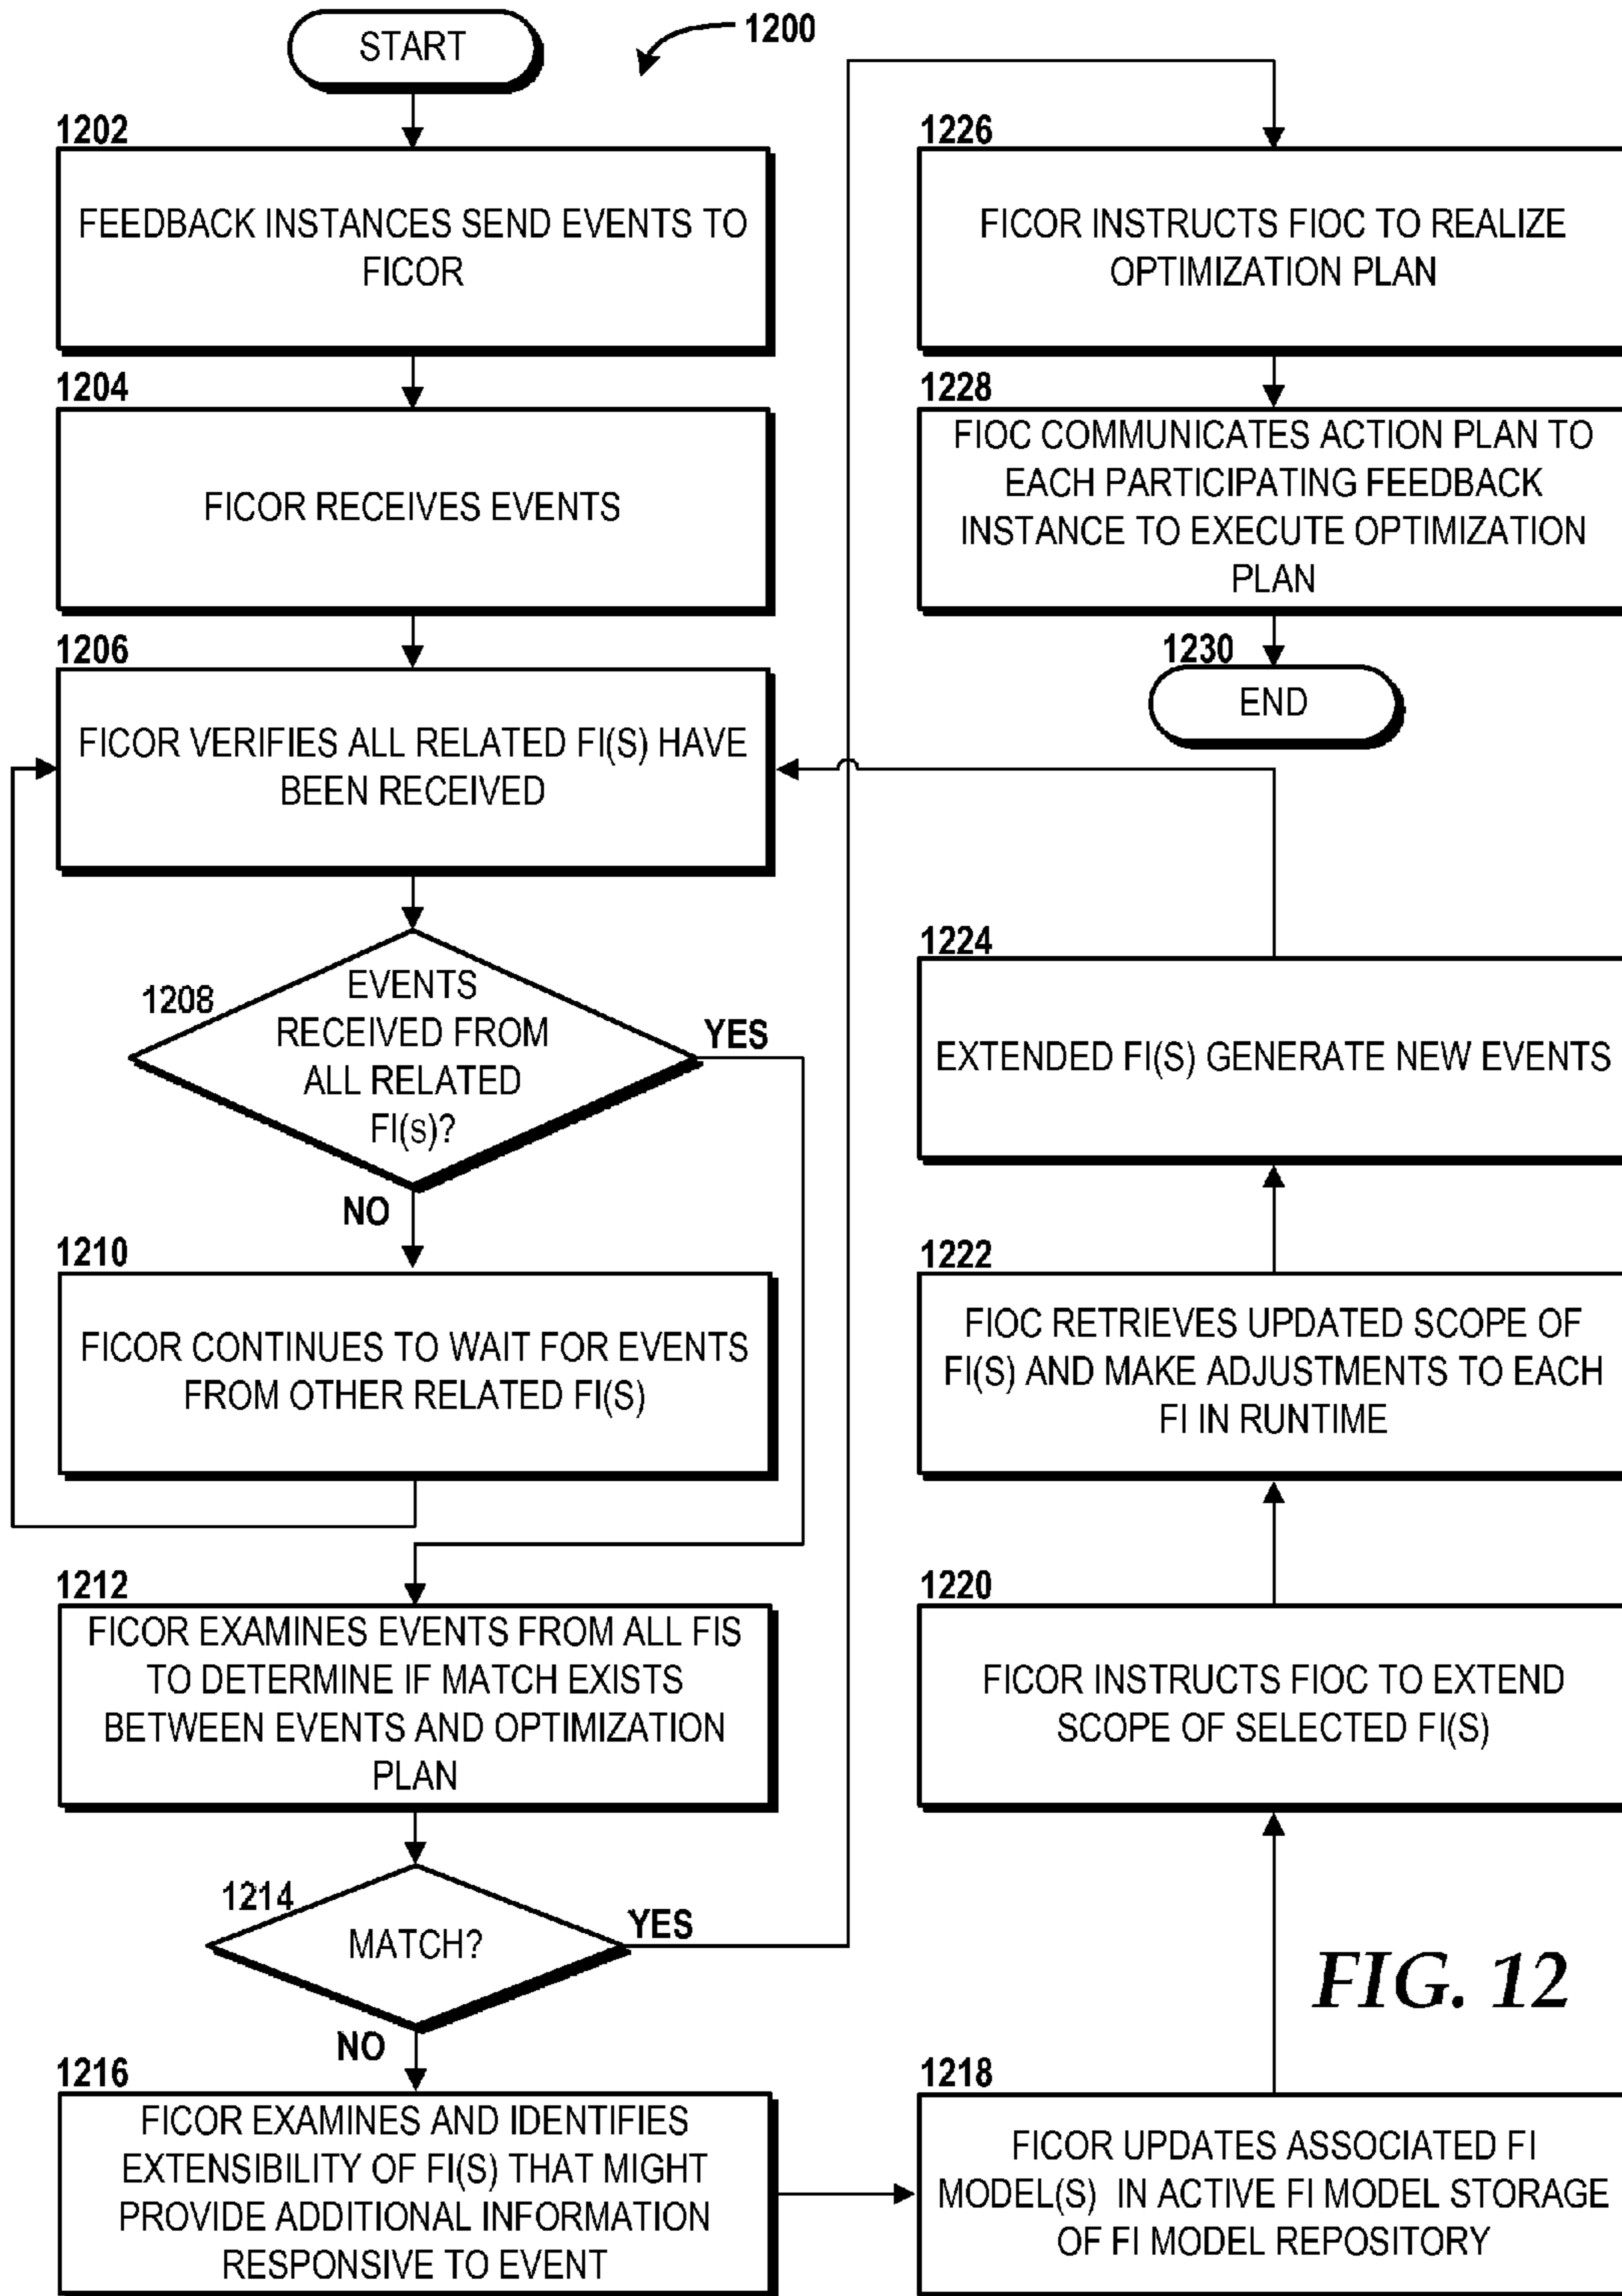 START
1200
1202
FEEDBACK INSTANCES SEND EVENTS TO
FICOR
1204
FICOR RECEIVES EVENTS
1206
FICOR VERIFIES ALL RELATED FI(S) HAVE
BEEN RECEIVED
1208
EVENTS
RECEIVED FROM
ALL RELATED
FI(S)?
YES
NO
1210
FICOR CONTINUES TO WAIT FOR EVENTS
FROM OTHER RELATED FI(S)
1212
FICOR EXAMINES EVENTS FROM ALL FIS
TO DETERMINE IF MATCH EXISTS
BETWEEN EVENTS AND OPTIMIZATION
PLAN
1214
MATCH?
YES
NO
1216
FICOR EXAMINES AND IDENTIFIES
EXTENSIBILITY OF FI(S) THAT MIGHT
PROVIDE ADDITIONAL INFORMATION
RESPONSIVE TO EVENT
1218
FICOR UPDATES ASSOCIATED FI
MODEL(S) IN ACTIVE FI MODEL STORAGE
OF FI MODEL REPOSITORY
1220
FICOR INSTRUCTS FIOC TO EXTEND
SCOPE OF SELECTED FI(S)
1222
FIOC RETRIEVES UPDATED SCOPE OF
FI(S) AND MAKE ADJUSTMENTS TO EACH
FI IN RUNTIME
1224
EXTENDED FI(S) GENERATE NEW EVENTS
1226
FICOR INSTRUCTS FIOC TO REALIZE
OPTIMIZATION PLAN
1228
FIOC COMMUNICATES ACTION PLAN TO
EACH PARTICIPATING FEEDBACK
INSTANCE TO EXECUTE OPTIMIZATION
PLAN
1230
END
FIG. 12